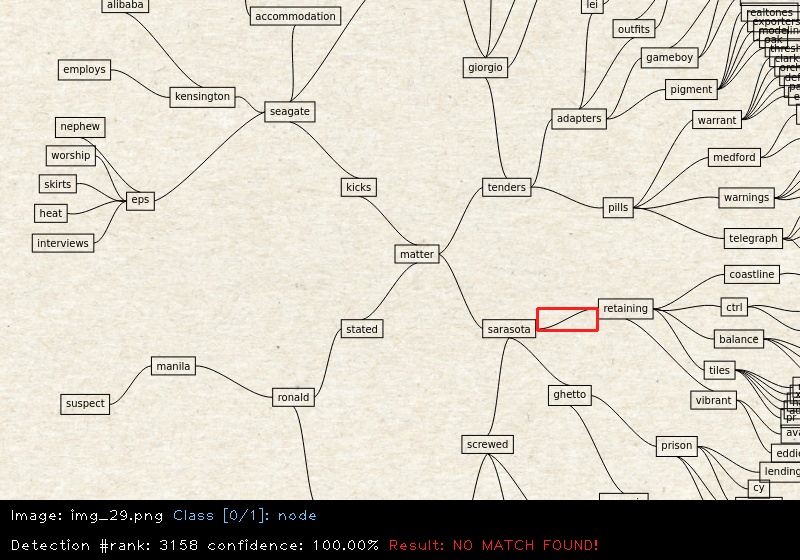 alibaba
accommodation
lei
outfits
gameboy
giorgio
employs
kensington
seagate
pigment
adapters
warrant
nephew
worship
medford
skirts
eps
kicks
tenders
warnings
heat
pills
interviews
telegraph
matter
coastline
retaining
ctrl
stated
sarasota
balance
manila
tiles
suspect
ronald
ghetto
vibrant
screwed
prison
lending
cy
realtones
Image: img_29.png Class [0/1]: node
Detection #rank: 3158 confidence: 100.00% Result: NO MATCH FOUND!